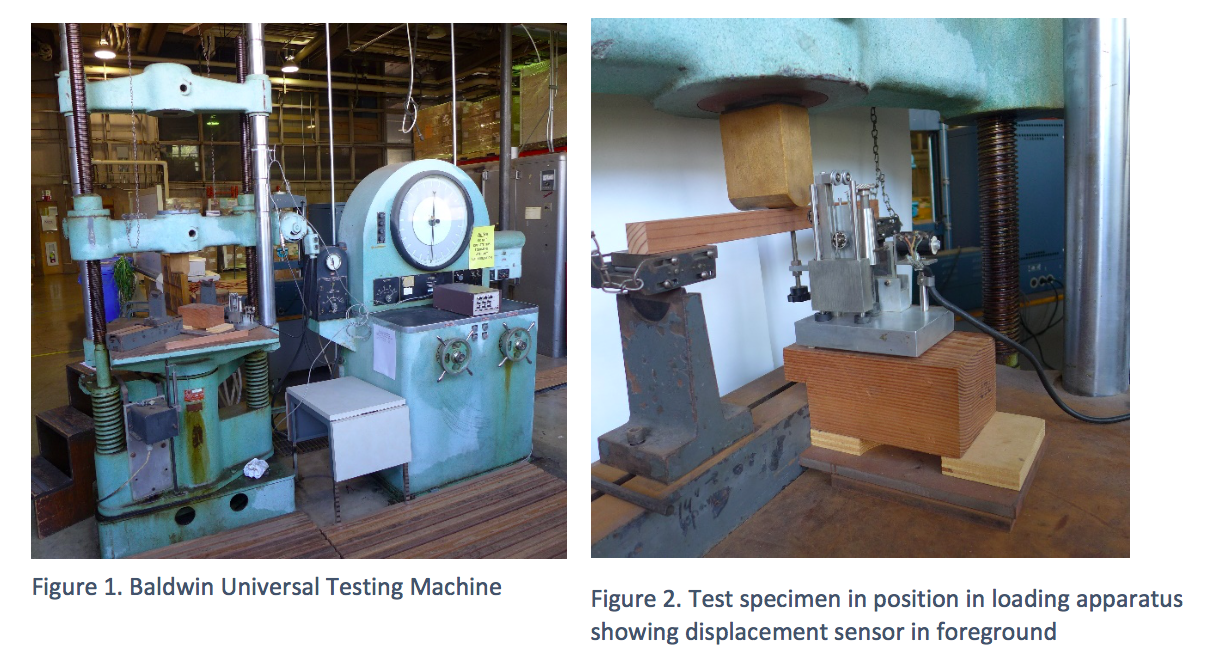 Figure 1. Baldwin Universal Testing Machine
Figure 2. Test specimen in position in loading apparatus
showing displacement sensor in foreground